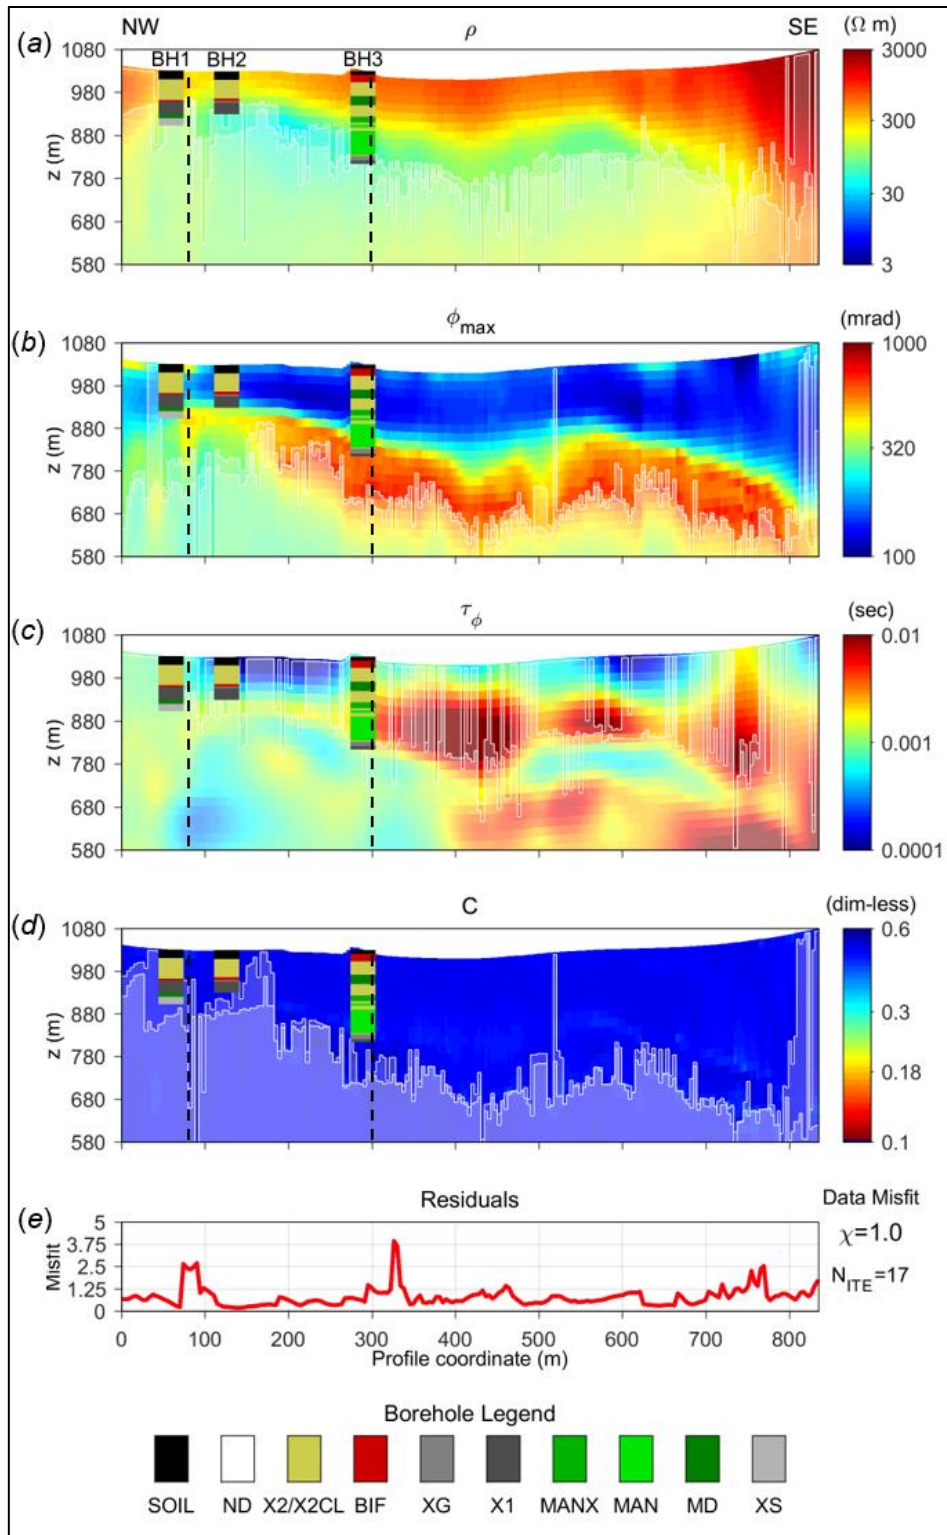 NW ρ SE (Ω m)
(a)
BH1 BH2 BH3
1080
980
880
780
680
580
z (m)
3000
300
30
3
ϕmax (mrad)
(b)
1080
980
880
780
680
580
z (m)
1000
320
100
τϕ (sec)
(c)
1080
980
880
780
680
580
z (m)
0.01
0.001
0.0001
C (dim-less)
(d)
1080
980
880
780
680
580
z (m)
0.6
0.3
0.18
0.1
Residuals Data Misfit
(e)
5
3.75
2.5
1.25
0
Misfit
χ=1.0
NITE=17
0 100 200 300 400 500 600 700 800
Profile coordinate (m)
Borehole Legend
SOIL ND X2/X2CL BIF XG X1 MANX MAN MD XS